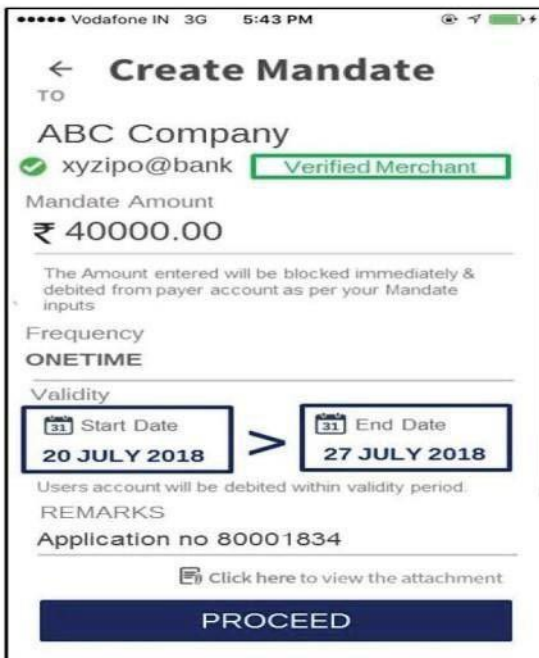 Vodafone IN 3G 5:43 PM
← Create Mandate
TO
ABC Company
xyzipo@bank Verified Merchant
Mandate Amount
₹ 40000.00
The Amount entered will be blocked immediately &
debited from payer account as per your Mandate
inputs
Frequency
ONETIME
Validity
31 Start Date > 31 End Date
20 JULY 2018 27 JULY 2018
Users account will be debited within validity period.
REMARKS
Application no 80001834
Click here to view the attachment
PROCEED